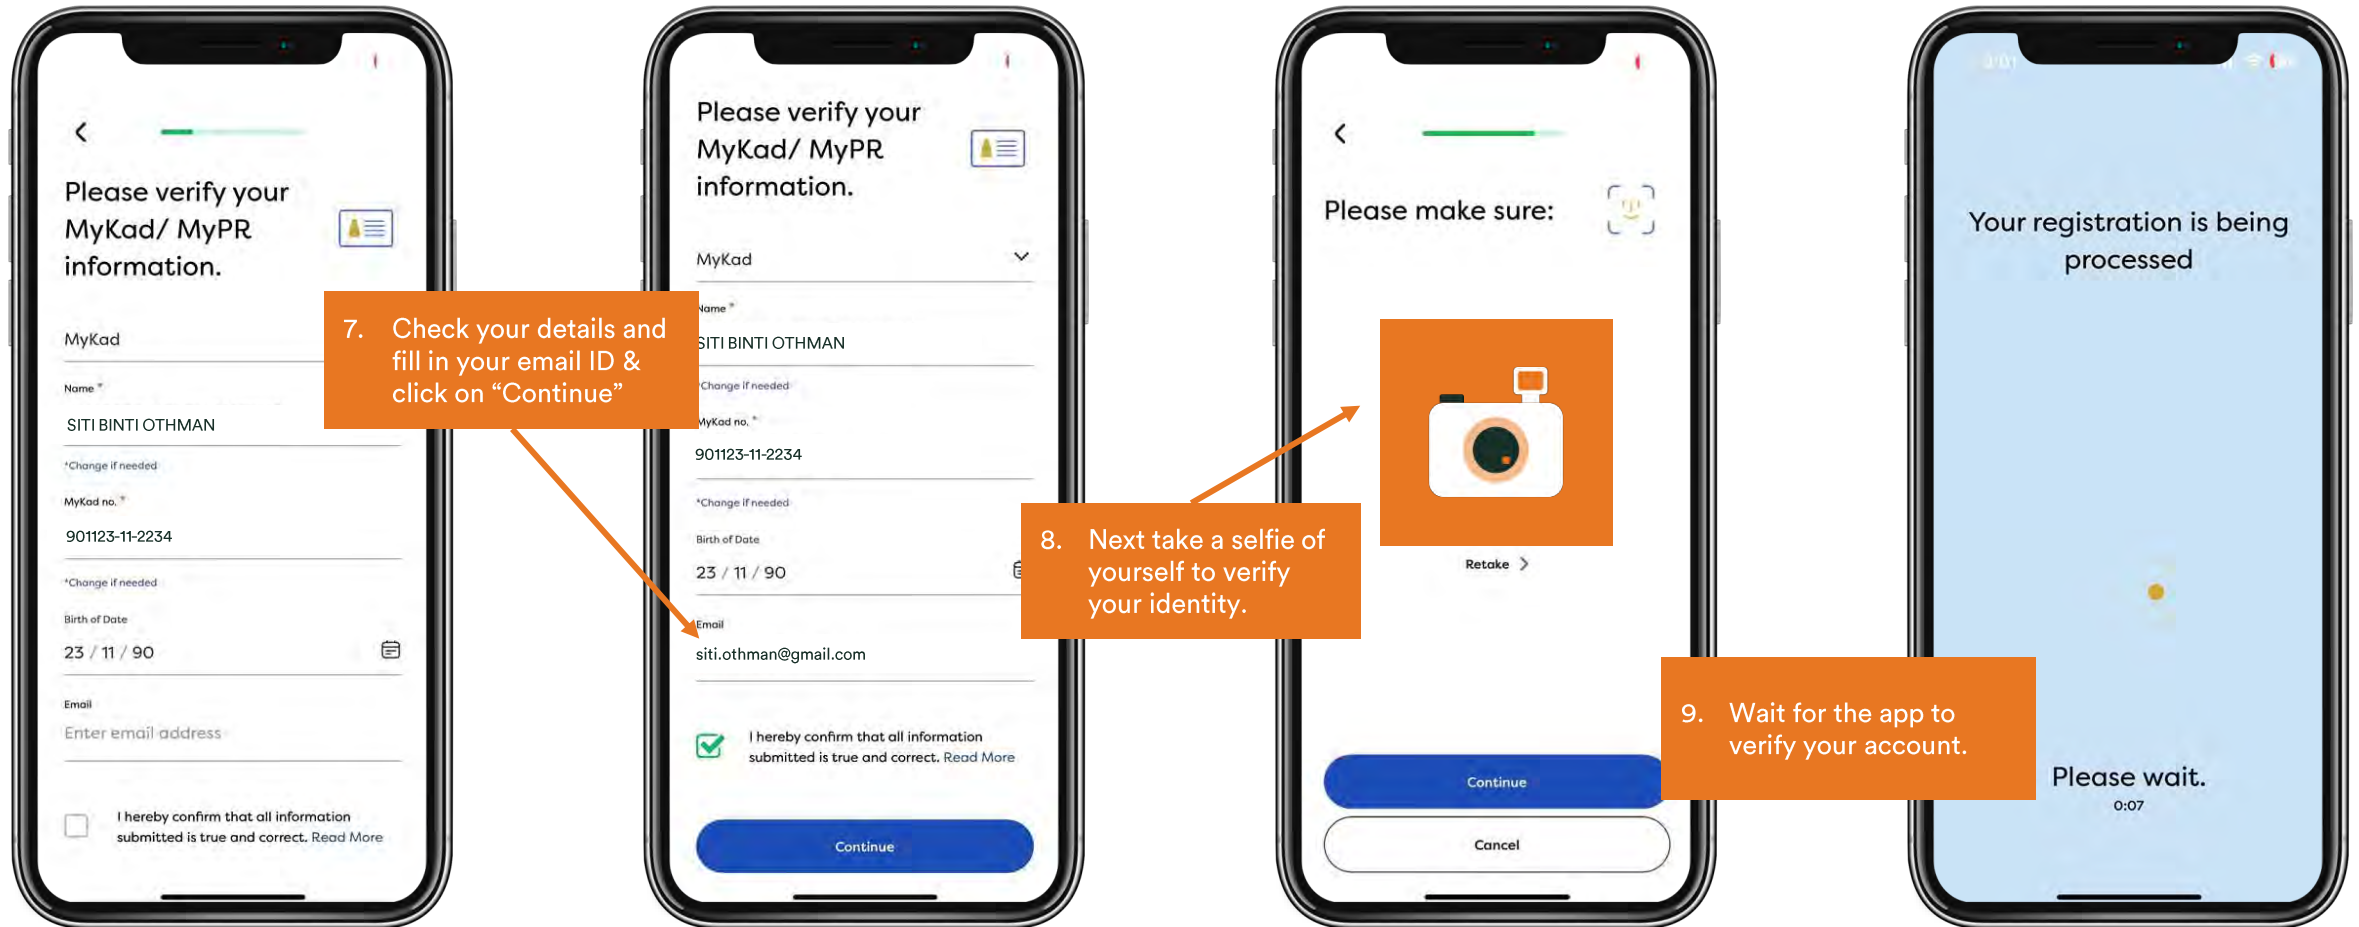 Please verify your
MyKad/ MyPR
information.
MyKad
Name *
SITI BINTI OTHMAN
*Change if needed
MyKad no. *
901123-11-2234
*Change if needed
Birth of Date
23 / 11 / 90
Email
Enter email address
I hereby confirm that all information
submitted is true and correct. Read More
7. Check your details and
fill in your email ID &
click on “Continue”
Please verify your
MyKad/ MyPR
information.
MyKad
Name *
SITI BINTI OTHMAN
*Change if needed
MyKad no. *
901123-11-2234
*Change if needed
Birth of Date
23 / 11 / 90
Email
siti.othman@gmail.com
I hereby confirm that all information
submitted is true and correct. Read More
Continue
8. Next take a selfie of
yourself to verify
your identity.
Please make sure:
Retake
Continue
Cancel
9. Wait for the app to
verify your account.
Your registration is being
processed
Please wait.
0:07